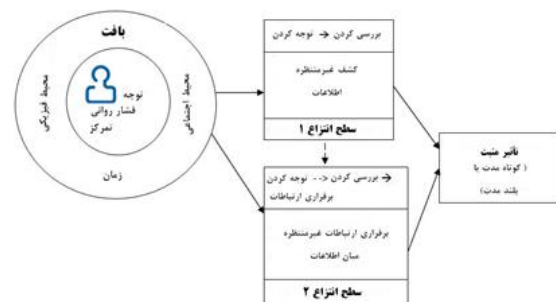 بافت
محیط فیزیکی
محیط اجتماعی
توجه
فشار روانی
تمرکز
زمان
توجه کردن → بررسی کردن
کشف غیرمنتظره
اطلاعات
سطح انتزاع ۱
توجه کردن <-- بررسی کردن →
برقراری ارتباطات
برقراری ارتباطات غیرمنتظره
میان اطلاعات
سطح انتزاع ۲
تأثیر مثبت
( کوتاه مدت یا
بلند مدت)